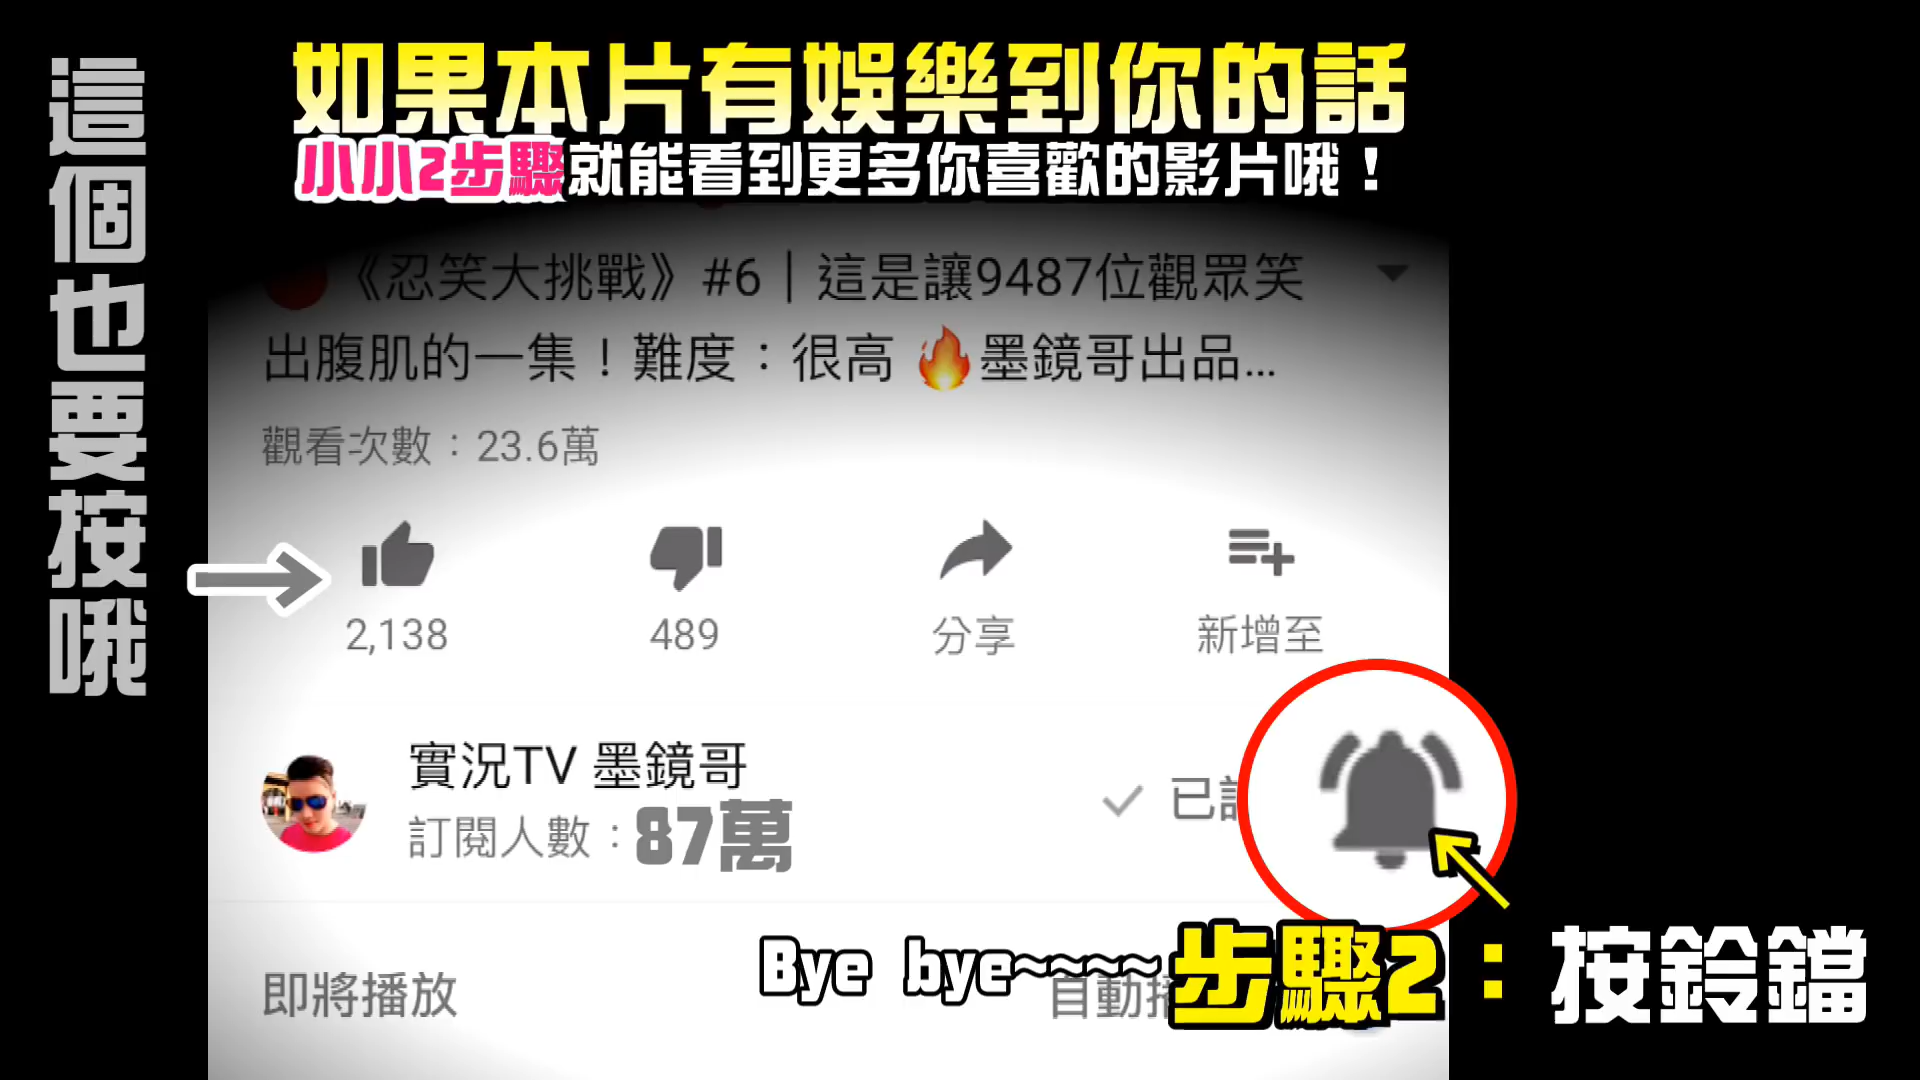 如果本片有娛樂到你的話
小小2步驟就能看到更多你喜歡的影片哦！
這個也要按哦
《忍笑大挑戰》#6｜這是讓9487位觀眾笑
出腹肌的一集！難度：很高 🔥墨鏡哥出品...
觀看次數：23.6萬
2,138
489
分享
新增至
實況TV 墨鏡哥
訂閱人數：87萬
已訂
即將播放
Bye bye~~~~
自動播
步驟2：按鈴鐺